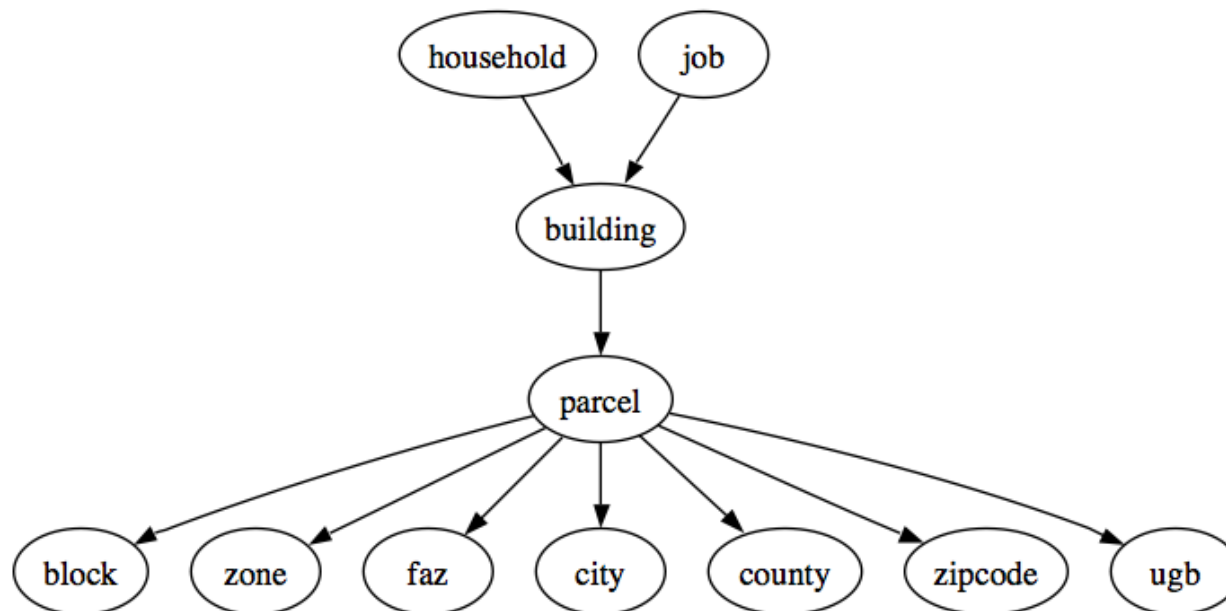 household job
building
parcel
block zone faz city county zipcode ugb